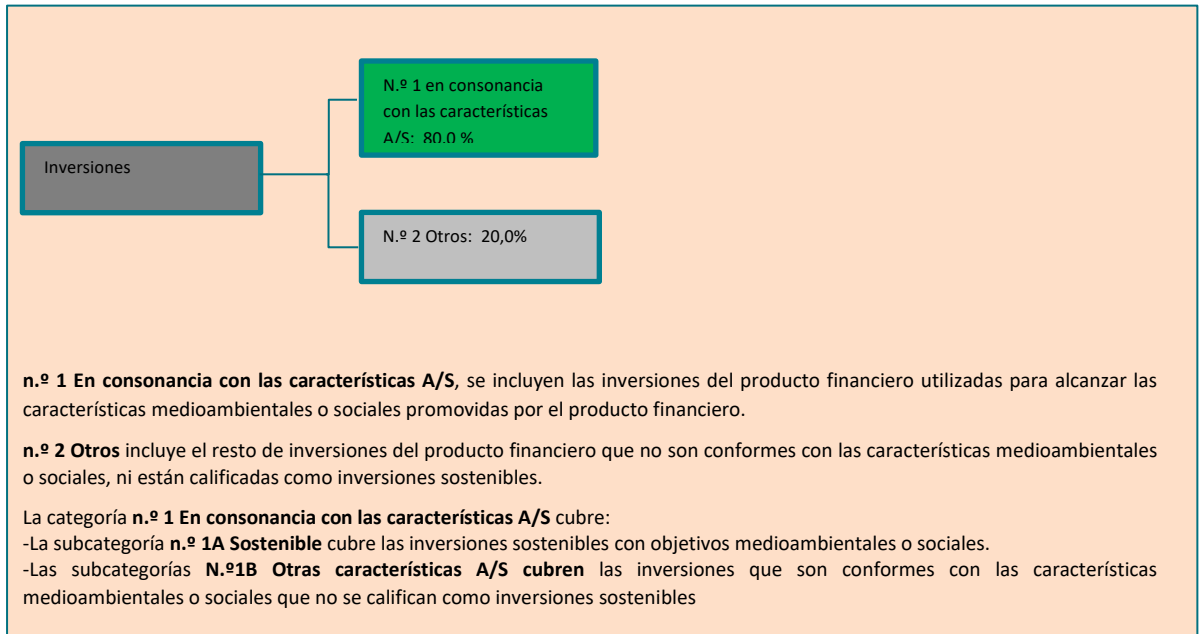 N.º 1 en consonancia
con las características
A/S: 80.0 %
Inversiones
N.º 2 Otros: 20,0%
n.º 1 En consonancia con las características A/S, se incluyen las inversiones del producto financiero utilizadas para alcanzar las
características medioambientales o sociales promovidas por el producto financiero.
n.º 2 Otros incluye el resto de inversiones del producto financiero que no son conformes con las características medioambientales
o sociales, ni están calificadas como inversiones sostenibles.
La categoría n.º 1 En consonancia con las características A/S cubre:
-La subcategoría n.º 1A Sostenible cubre las inversiones sostenibles con objetivos medioambientales o sociales.
-Las subcategorías N.º1B Otras características A/S cubren las inversiones que son conformes con las características
medioambientales o sociales que no se califican como inversiones sostenibles